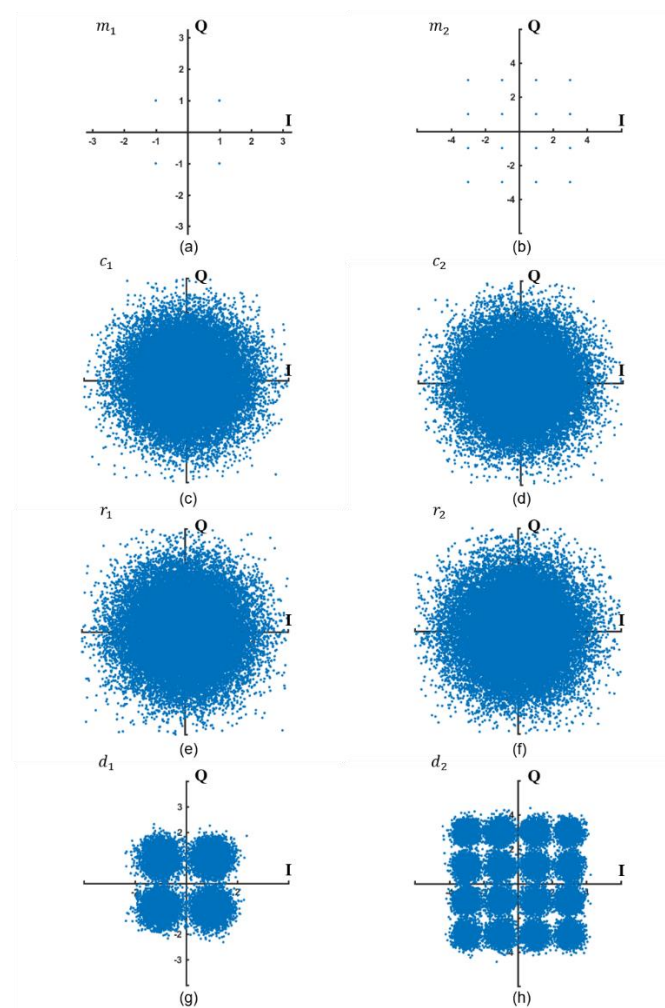 m₁ Q
3
2
1
I
-3 -2 -1 1 2 3
-1
-2
-3
(a)
m₂ Q
4
2
I
-4 -2 2 4
-2
-4
(b)
c₁ Q
I
(c)
c₂ Q
I
(d)
r₁ Q
I
(e)
r₂ Q
I
(f)
d₁ Q
3
I
-2
-3
(g)
d₂ Q
I
(h)